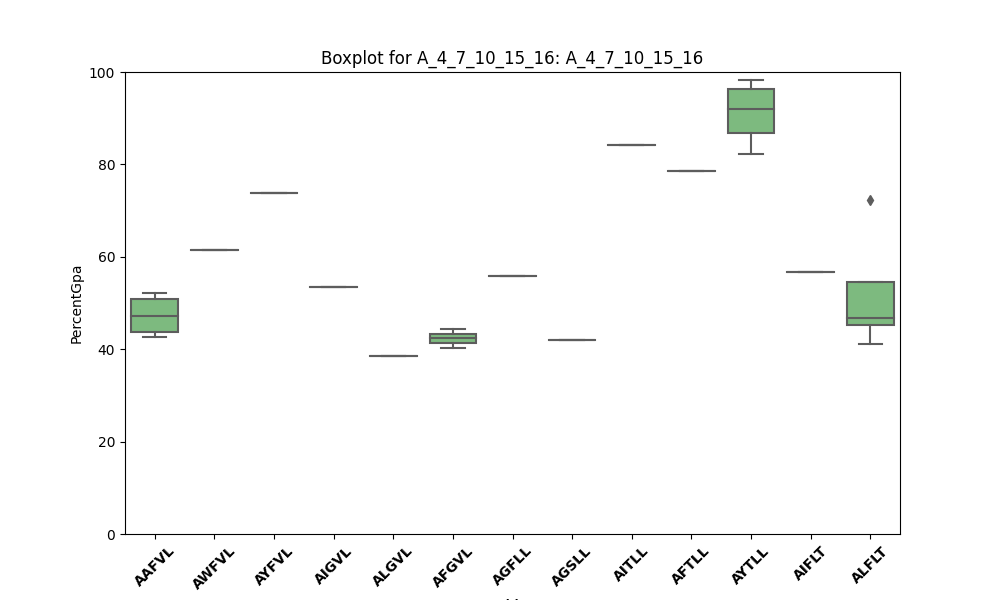 Boxplot for A_4_7_10_15_16: A_4_7_10_15_16
PercentGpa
100
80
60
40
20
0
AAFVL
AWFVL
AYFVL
AIGVL
ALGVL
AFGVL
AGFLL
AGSLL
AITLL
AFTLL
AYTLL
AIFLT
ALFLT